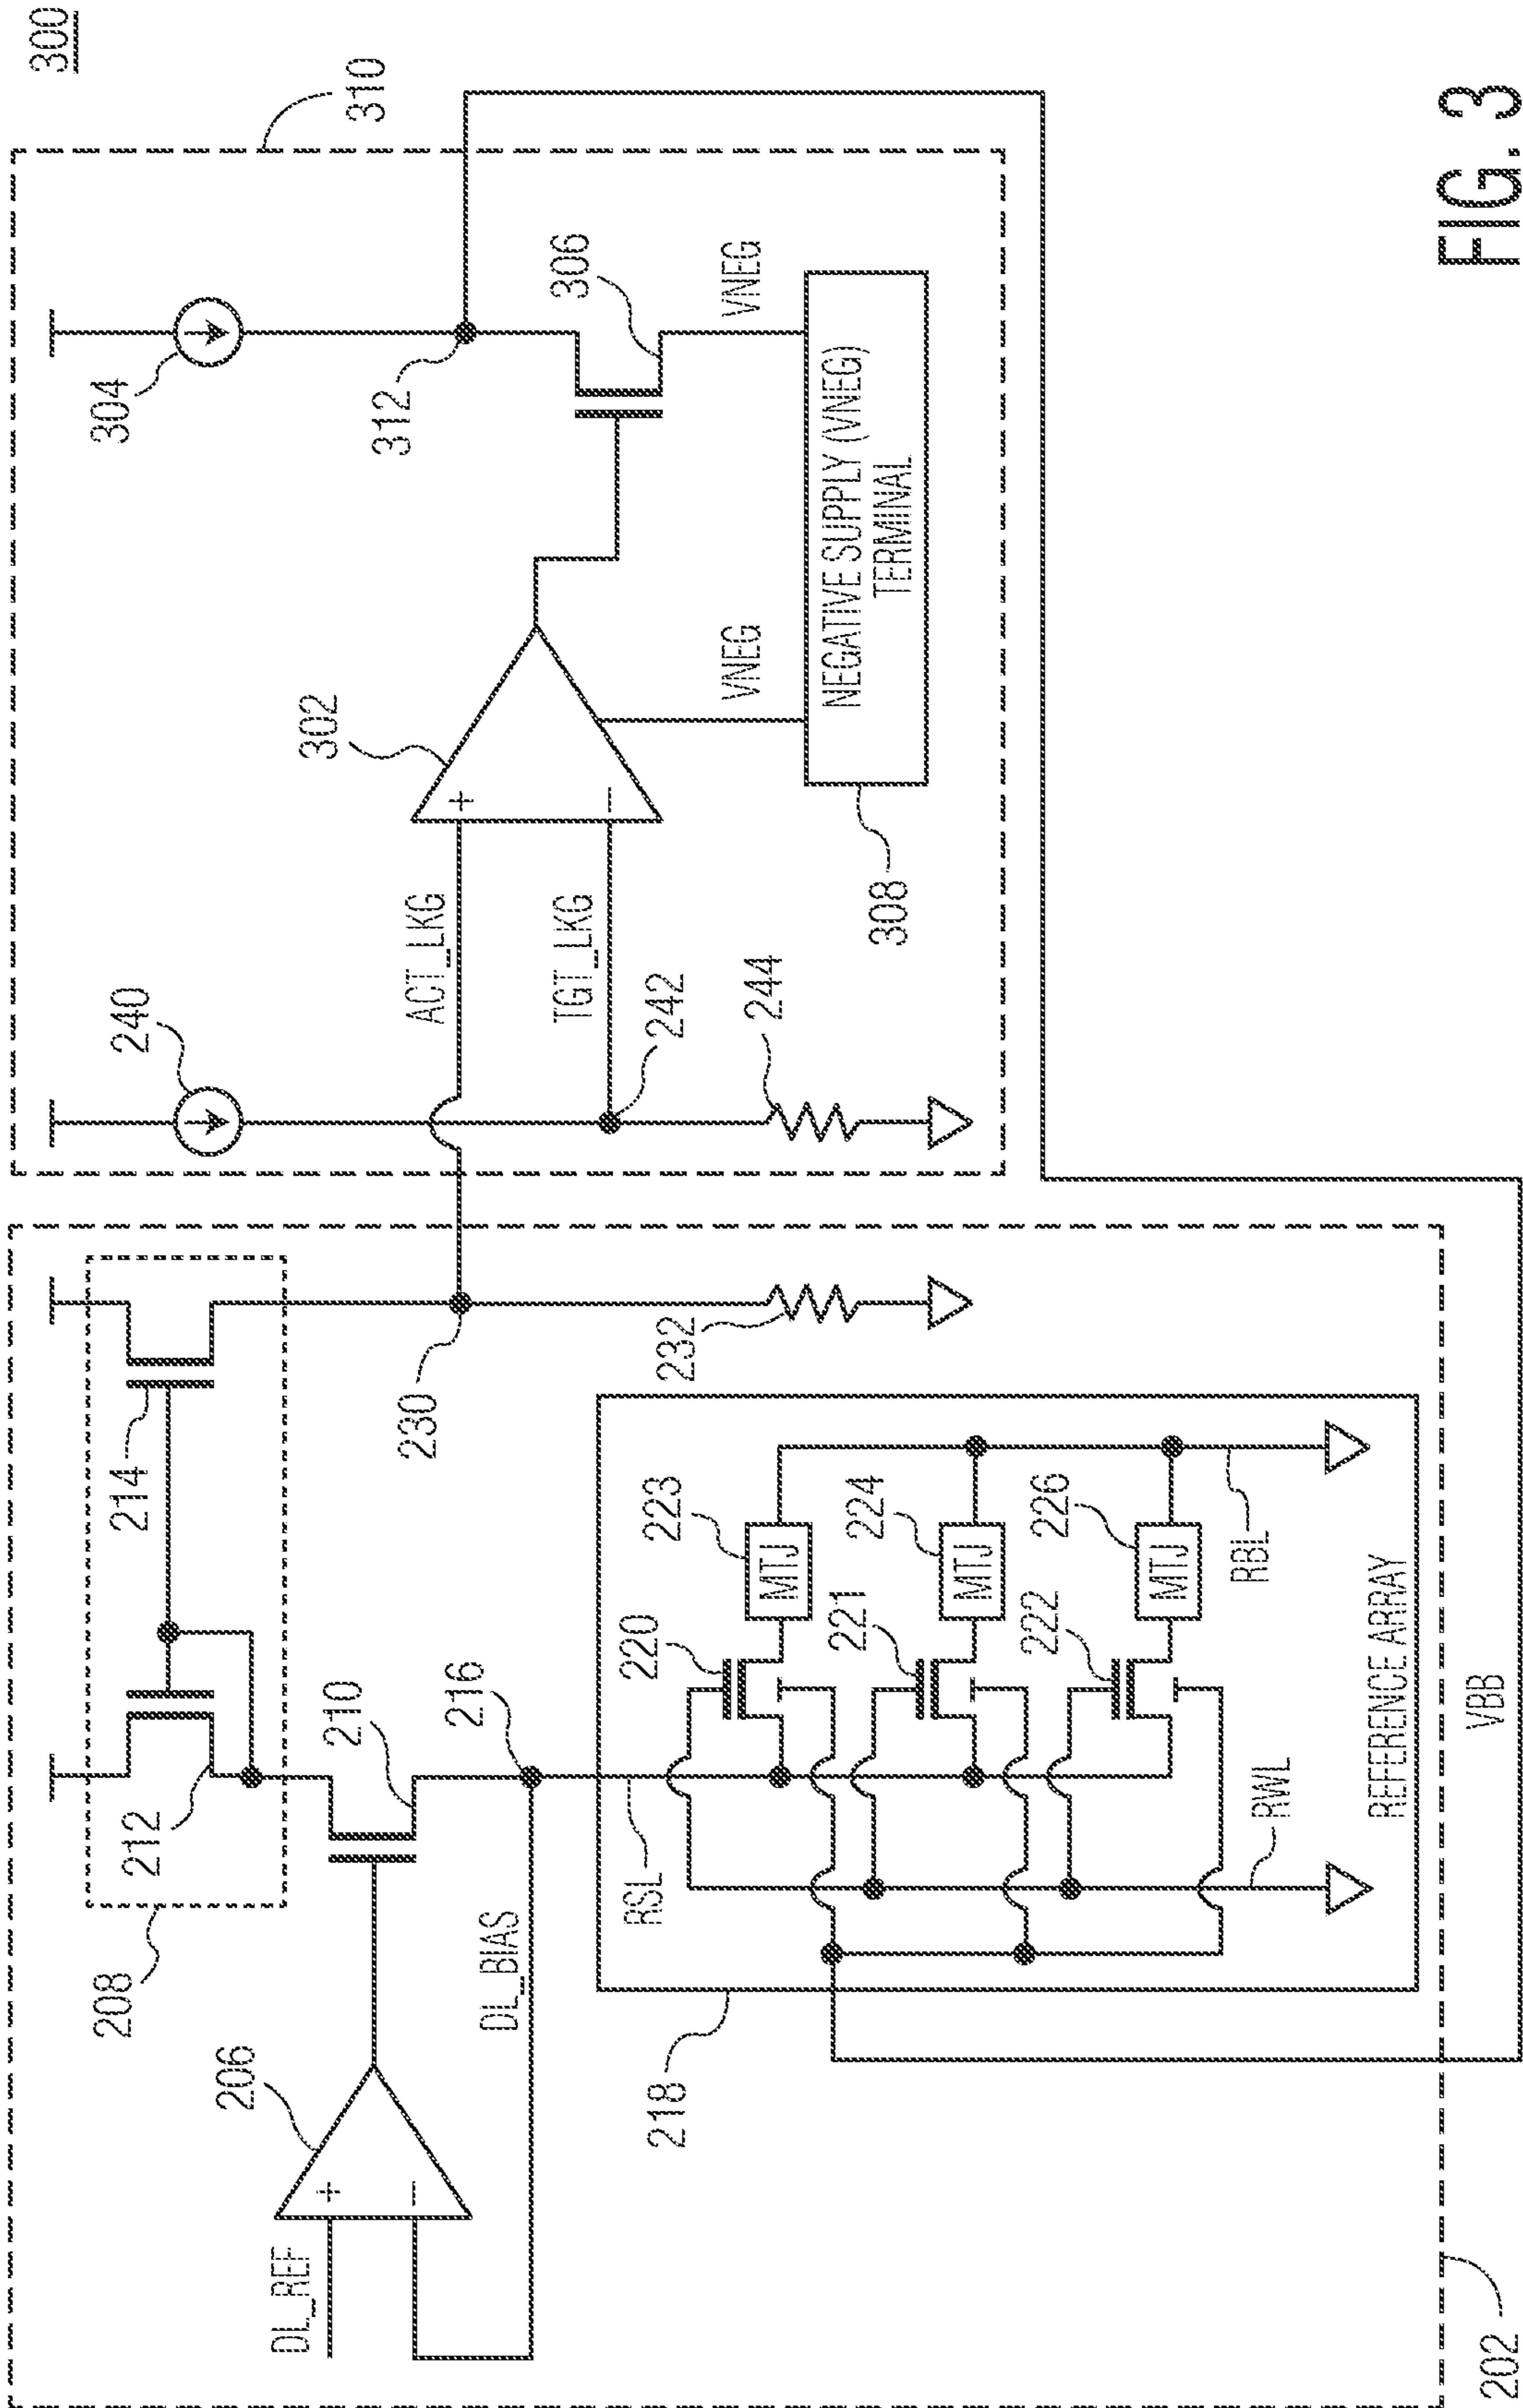 300
310
304
306
312
VNEG
302
VNEG
NEGATIVE SUPPLY (VNEG)
TERMINAL
308
+
−
ACT_LKG
TGT_LKG
240
242
244
208
212
214
210
216
230
232
206
+
−
DL_REF
DL_BIAS
218
RSL
220
223
MTJ
221
224
MTJ
222
226
MTJ
RBL
RWL
REFERENCE ARRAY
VBB
202
FIG. 3